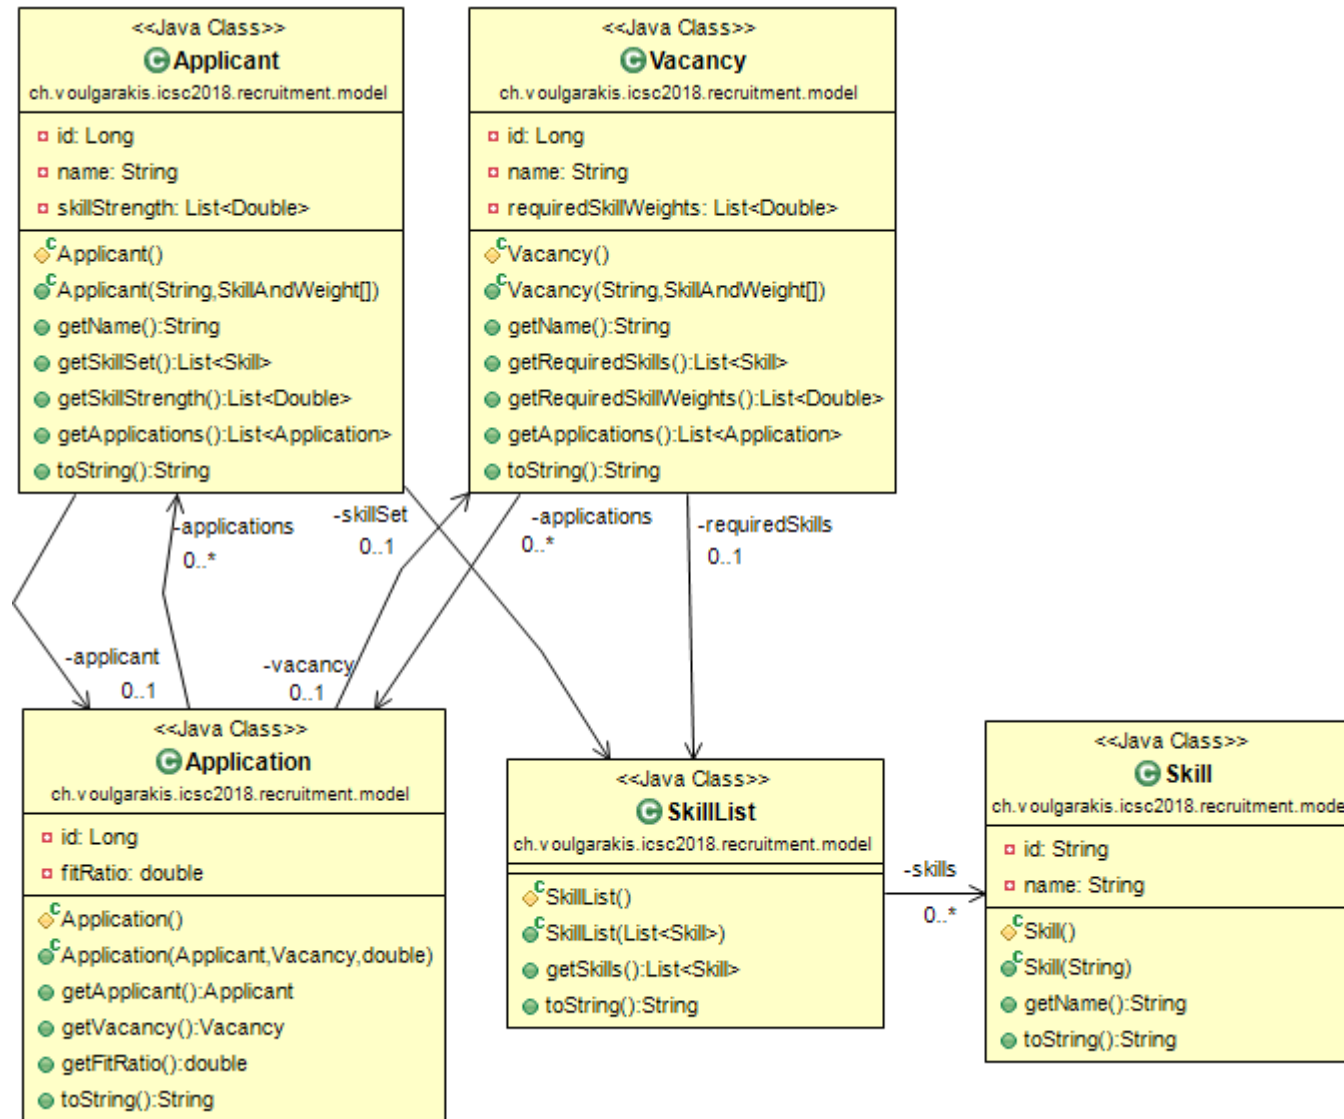 <<Java Class>>
Applicant
ch.voulgarakis.icsc2018.recruitment.model
id: Long
name: String
skillStrength: List<Double>
Applicant()
Applicant(String,SkillAndWeight[])
getName():String
getSkillSet():List<Skill>
getSkillStrength():List<Double>
getApplications():List<Application>
toString():String
<<Java Class>>
Vacancy
ch.voulgarakis.icsc2018.recruitment.model
id: Long
name: String
requiredSkillWeights: List<Double>
Vacancy()
Vacancy(String,SkillAndWeight[])
getName():String
getRequiredSkills():List<Skill>
getRequiredSkillWeights():List<Double>
getApplications():List<Application>
toString():String
-applications
0..*
-skillSet
0..1
-applications
0..*
-requiredSkills
0..1
-applicant
0..1
-vacancy
0..1
<<Java Class>>
Application
ch.voulgarakis.icsc2018.recruitment.model
id: Long
fitRatio: double
Application()
Application(Applicant,Vacancy,double)
getApplicant():Applicant
getVacancy():Vacancy
getFitRatio():double
toString():String
<<Java Class>>
SkillList
ch.voulgarakis.icsc2018.recruitment.model
SkillList()
SkillList(List<Skill>)
getSkills():List<Skill>
toString():String
-skills
0..*
<<Java Class>>
Skill
ch.voulgarakis.icsc2018.recruitment.mode
id: String
name: String
Skill()
Skill(String)
getName():String
toString():String